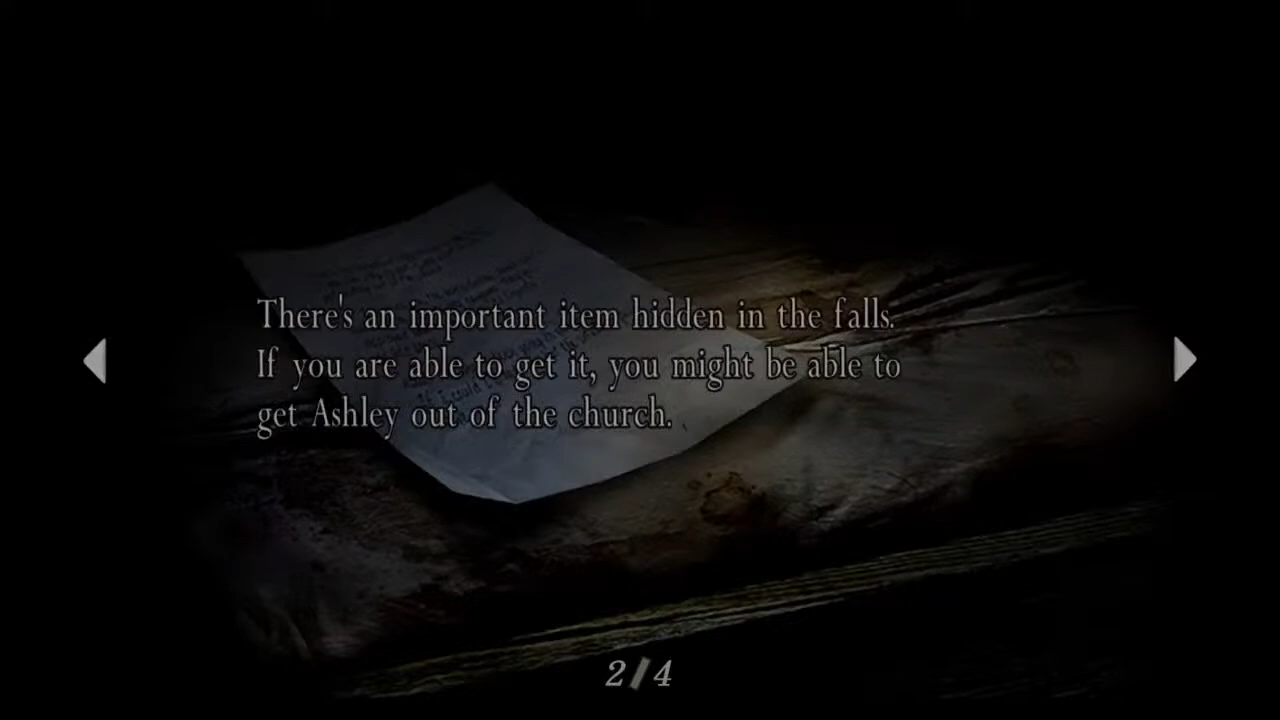 There's an important item hidden in the falls.
If you are able to get it, you might be able to
get Ashley out of the church.
2/4